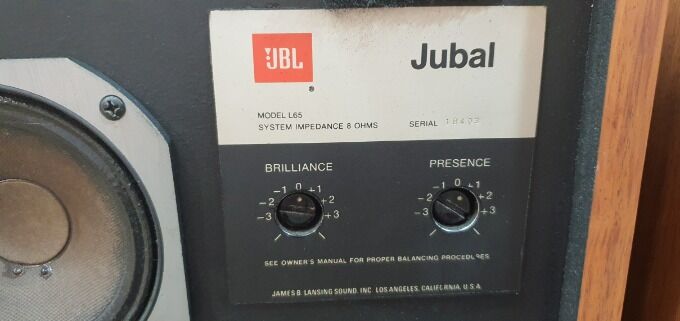 JBL
®
Jubal
MODEL L65
SYSTEM IMPEDANCE 8 OHMS
SERIAL 18403
BRILLIANCE
-3 -2 -1 0 +1 +2 +3
PRESENCE
-3 -2 -1 0 +1 +2 +3
SEE OWNER'S MANUAL FOR PROPER BALANCING PROCEDURES
JAMES B. LANSING SOUND, INC. LOS ANGELES, CALIFORNIA, U.S.A.